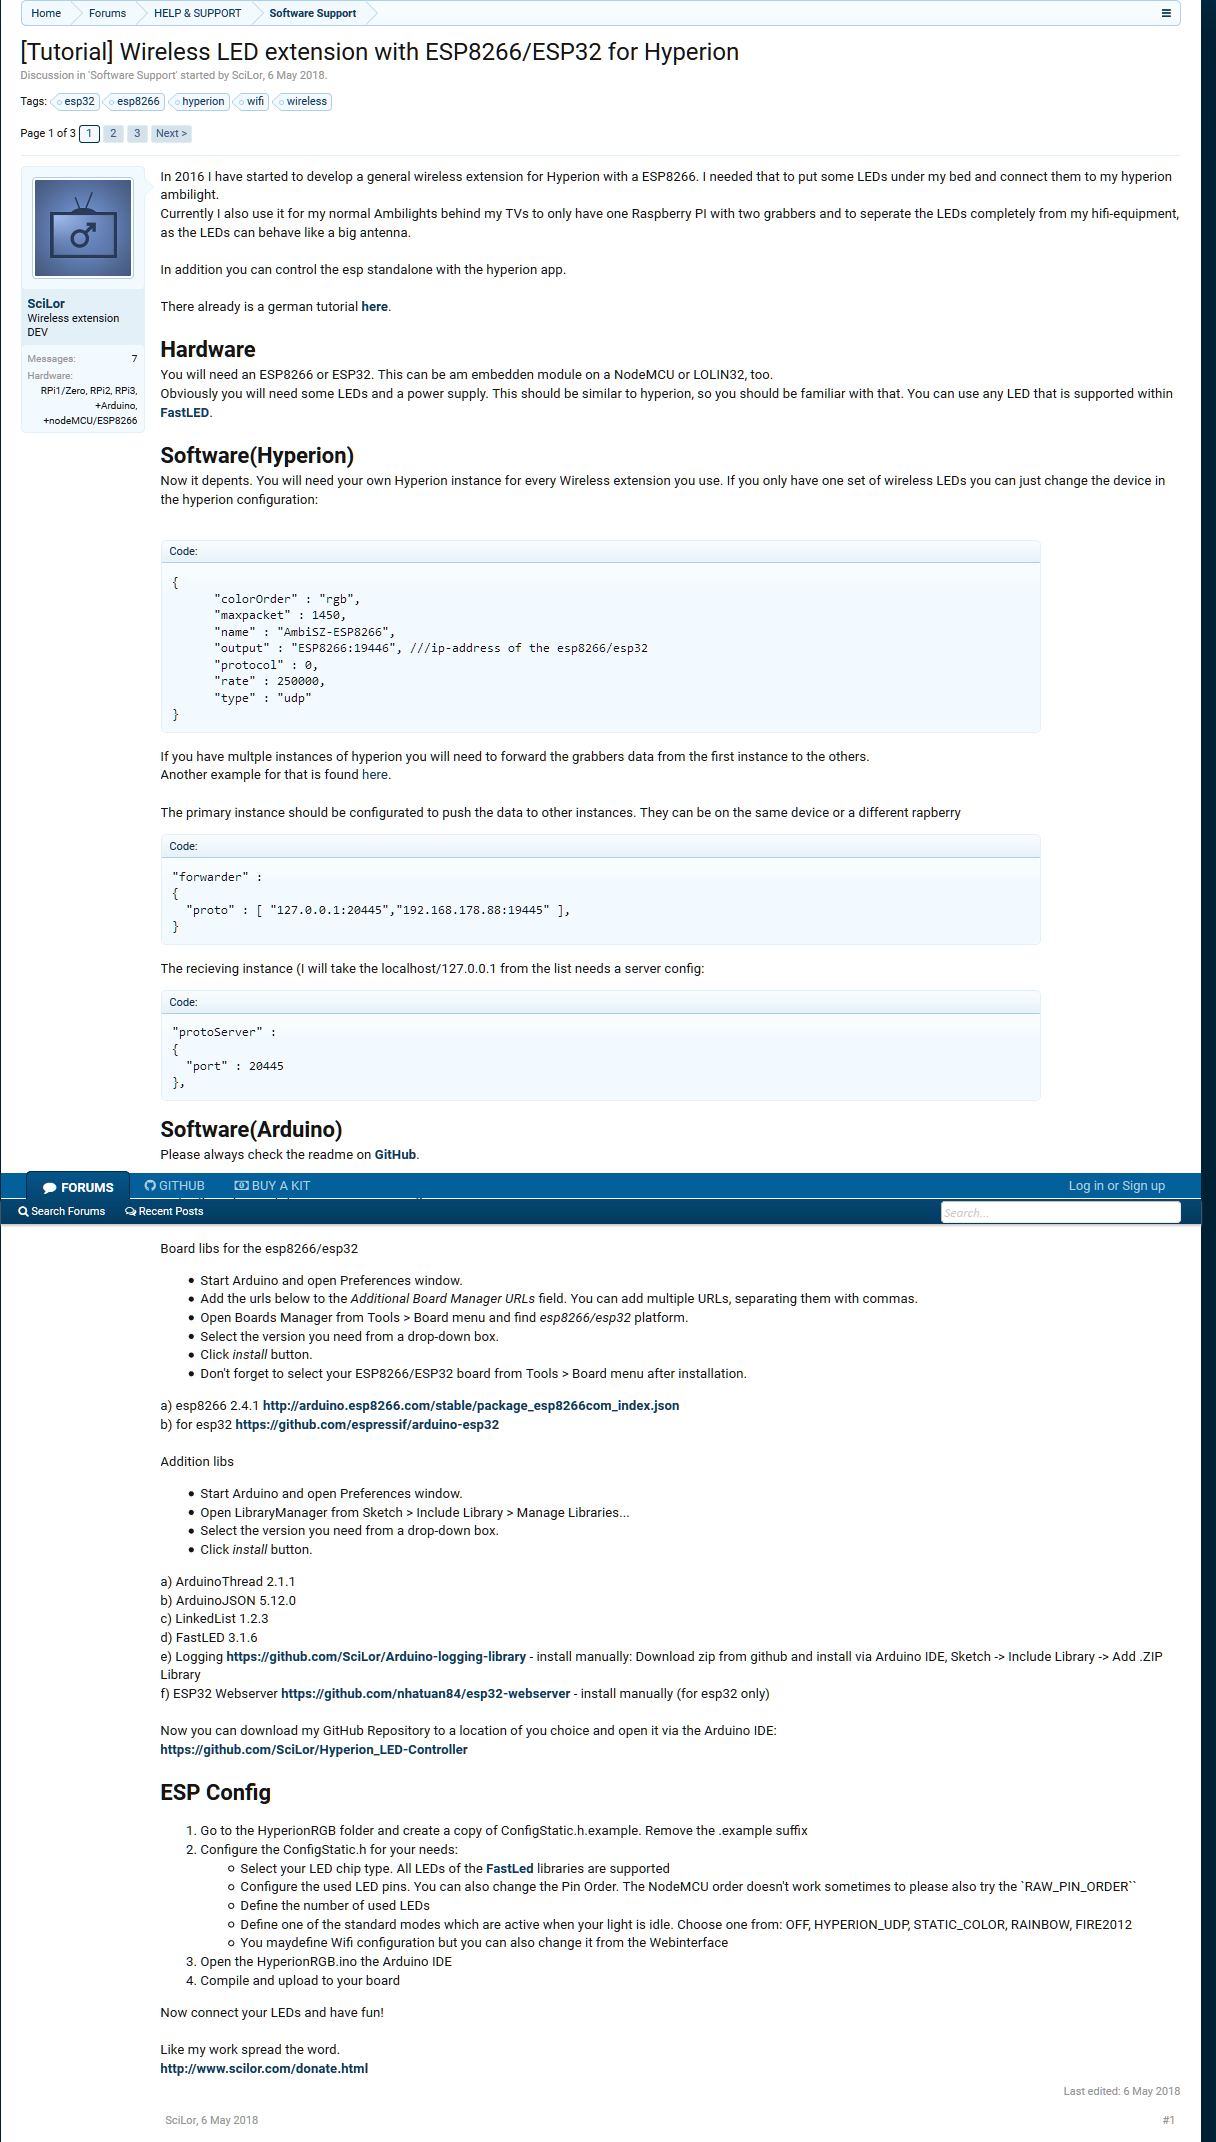 Home Forums HELP & SUPPORT Software Support
[Tutorial] Wireless LED extension with ESP8266/ESP32 for Hyperion
Discussion in 'Software Support' started by SciLor, 6 May 2018.
Tags: esp32 esp8266 hyperion wifi wireless
Page 1 of 3 1 2 3 Next >
SciLor
Wireless extension
DEV
Messages: 7
Hardware:
RPi1/Zero, RPi2, RPi3,
+Arduino,
+nodeMCU/ESP8266
In 2016 I have started to develop a general wireless extension for Hyperion with a ESP8266. I needed that to put some LEDs under my bed and connect them to my hyperion
ambilight.
Currently I also use it for my normal Ambilights behind my TVs to only have one Raspberry PI with two grabbers and to seperate the LEDs completely from my hifi-equipment,
as the LEDs can behave like a big antenna.
In addition you can control the esp standalone with the hyperion app.
There already is a german tutorial here.
Hardware
You will need an ESP8266 or ESP32. This can be am embedden module on a NodeMCU or LOLIN32, too.
Obviously you will need some LEDs and a power supply. This should be similar to hyperion, so you should be familiar with that. You can use any LED that is supported within
FastLED.
Software(Hyperion)
Now it depents. You will need your own Hyperion instance for every Wireless extension you use. If you only have one set of wireless LEDs you can just change the device in
the hyperion configuration:
Code:
{
"colorOrder" : "rgb",
"maxpacket" : 1450,
"name" : "AmbiSZ-ESP8266",
"output" : "ESP8266:19446", ///ip-address of the esp8266/esp32
"protocol" : 0,
"rate" : 250000,
"type" : "udp"
}
If you have multple instances of hyperion you will need to forward the grabbers data from the first instance to the others.
Another example for that is found here.
The primary instance should be configurated to push the data to other instances. They can be on the same device or a different rapberry
Code:
"forwarder" :
{
"proto" : [ "127.0.0.1:20445","192.168.178.88:19445" ],
}
The recieving instance (I will take the localhost/127.0.0.1 from the list needs a server config:
Code:
"protoServer" :
{
"port" : 20445
},
Software(Arduino)
Please always check the readme on GitHub.
FORUMS GITHUB BUY A KIT Log in or Sign up
Search Forums Recent Posts Search...
Board libs for the esp8266/esp32
• Start Arduino and open Preferences window.
• Add the urls below to the Additional Board Manager URLs field. You can add multiple URLs, separating them with commas.
• Open Boards Manager from Tools > Board menu and find esp8266/esp32 platform.
• Select the version you need from a drop-down box.
• Click install button.
• Don't forget to select your ESP8266/ESP32 board from Tools > Board menu after installation.
a) esp8266 2.4.1 http://arduino.esp8266.com/stable/package_esp8266com_index.json
b) for esp32 https://github.com/espressif/arduino-esp32
Addition libs
• Start Arduino and open Preferences window.
• Open LibraryManager from Sketch > Include Library > Manage Libraries...
• Select the version you need from a drop-down box.
• Click install button.
a) ArduinoThread 2.1.1
b) ArduinoJSON 5.12.0
c) LinkedList 1.2.3
d) FastLED 3.1.6
e) Logging https://github.com/SciLor/Arduino-logging-library - install manually: Download zip from github and install via Arduino IDE, Sketch -> Include Library -> Add .ZIP
Library
f) ESP32 Webserver https://github.com/nhatuan84/esp32-webserver - install manually (for esp32 only)
Now you can download my GitHub Repository to a location of you choice and open it via the Arduino IDE:
https://github.com/SciLor/Hyperion_LED-Controller
ESP Config
1. Go to the HyperionRGB folder and create a copy of ConfigStatic.h.example. Remove the .example suffix
2. Configure the ConfigStatic.h for your needs:
○ Select your LED chip type. All LEDs of the FastLed libraries are supported
○ Configure the used LED pins. You can also change the Pin Order. The NodeMCU order doesn't work sometimes to please also try the `RAW_PIN_ORDER``
○ Define the number of used LEDs
○ Define one of the standard modes which are active when your light is idle. Choose one from: OFF, HYPERION_UDP, STATIC_COLOR, RAINBOW, FIRE2012
○ You maydefine Wifi configuration but you can also change it from the Webinterface
3. Open the HyperionRGB.ino the Arduino IDE
4. Compile and upload to your board
Now connect your LEDs and have fun!
Like my work spread the word.
http://www.scilor.com/donate.html
Last edited: 6 May 2018
SciLor, 6 May 2018 #1